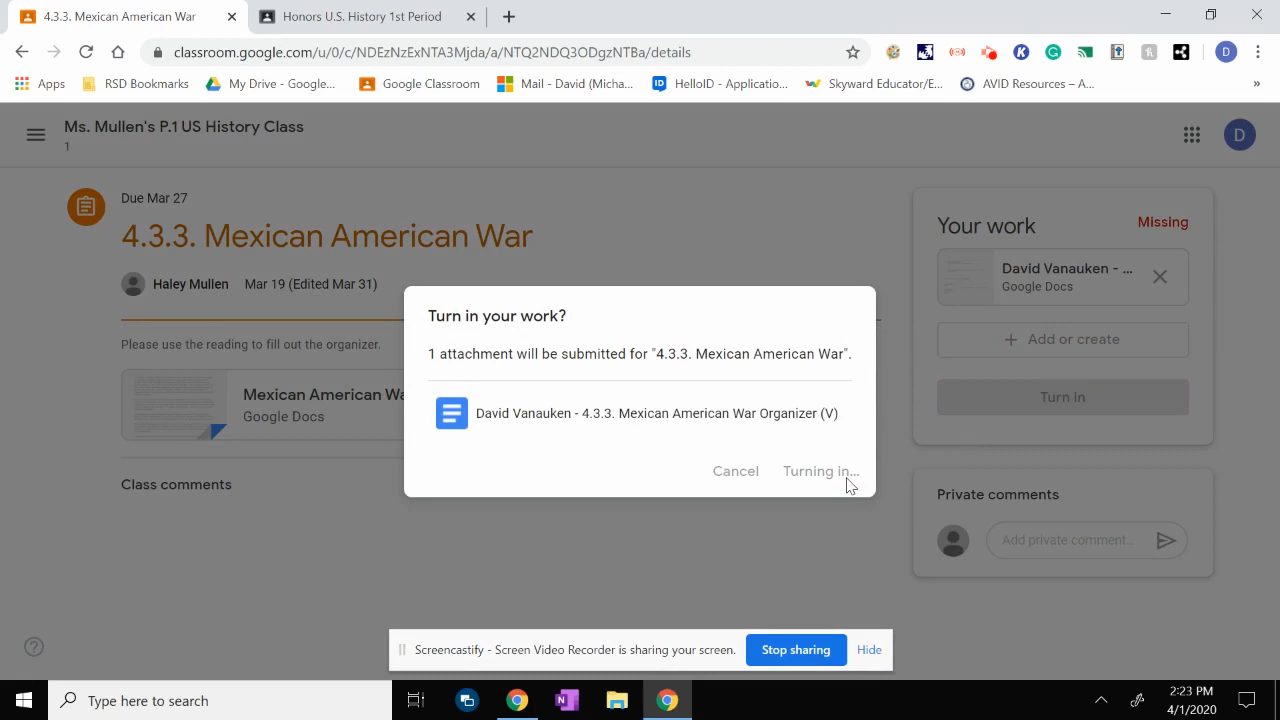 4.3.3. Mexican American War
Honors U.S. History 1st Period
classroom.google.com/u/0/c/NDEzNzExNTA3Mjda/a/NTQ2NDQ3ODgzNTBa/details
Apps
RSD Bookmarks
My Drive - Google...
Google Classroom
Mail - David (Micha...
HelloID - Applicatio...
Skyward Educator/E...
AVID Resources – A...
»
Ms. Mullen's P.1 US History Class
1
D
Due Mar 27
4.3.3. Mexican American War
Haley Mullen Mar 19 (Edited Mar 31)
Please use the reading to fill out the organizer.
Mexican American Wa
Google Docs
Class comments
Your work
Missing
David Vanauken - ...
Google Docs
+ Add or create
Turn in
Private comments
Add private comment...
Turn in your work?
1 attachment will be submitted for "4.3.3. Mexican American War".
David Vanauken - 4.3.3. Mexican American War Organizer (V)
Cancel
Turning in...
Screencastify - Screen Video Recorder is sharing your screen.
Stop sharing
Hide
Type here to search
2:23 PM
4/1/2020